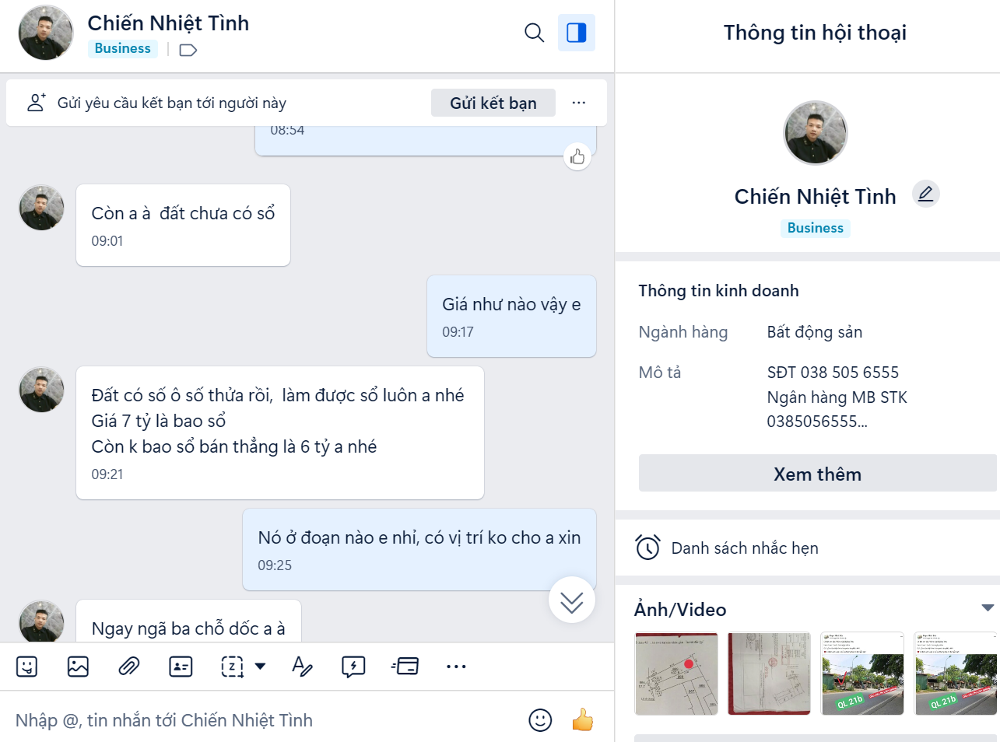 Chiến Nhiệt Tình
Business
Gửi yêu cầu kết bạn tới người này
Gửi kết bạn
08:54
Còn a à  đất chưa có sổ
09:01
Giá như nào vậy e
09:17
Đất có số ô số thửa rồi,  làm được sổ luôn a nhé
Giá 7 tỷ là bao sổ
Còn k bao sổ bán thẳng là 6 tỷ a nhé
09:21
Nó ở đoạn nào e nhỉ, có vị trí ko cho a xin
09:25
Ngay ngã ba chỗ dốc a à
Nhập @, tin nhắn tới Chiến Nhiệt Tình
Thông tin hội thoại
Chiến Nhiệt Tình
Business
Thông tin kinh doanh
Ngành hàng
Bất động sản
Mô tả
SĐT 038 505 6555
Ngân hàng MB STK
0385056555...
Xem thêm
Danh sách nhắc hẹn
Ảnh/Video
QL 21b
QL 21b